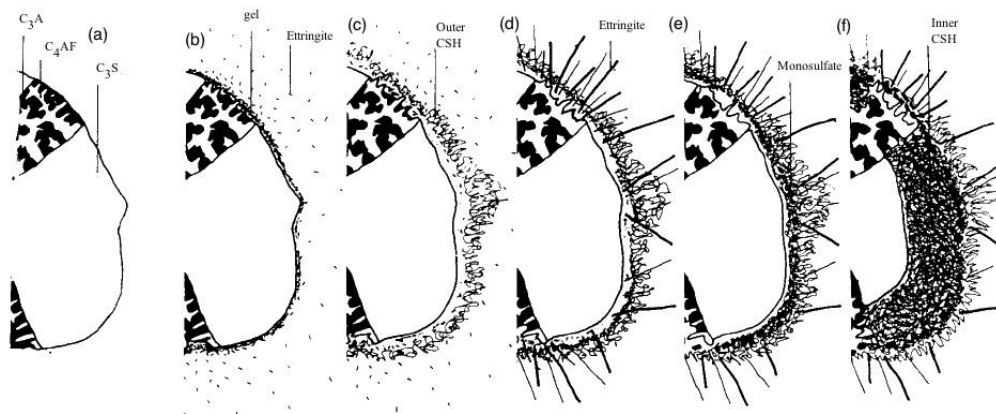 C3A
C4AF
(a)
C3S
(b)
gel
Ettringite
(c)
Outer
CSH
(d)
Ettringite
(e)
Monosulfate
(f)
Inner
CSH